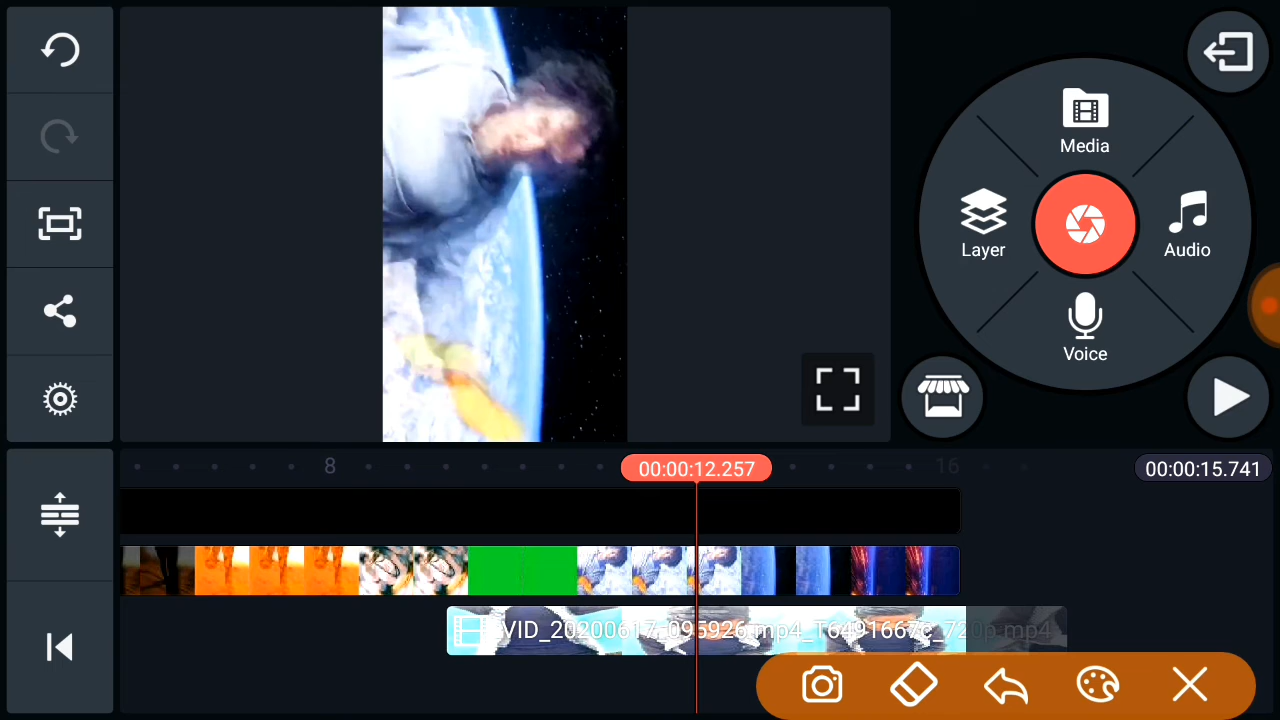 Media
Layer
Audio
Voice
8
00:00:12.257
16
00:00:15.741
VID_20200617_095926.mp4_T6491667c_720p.mp4